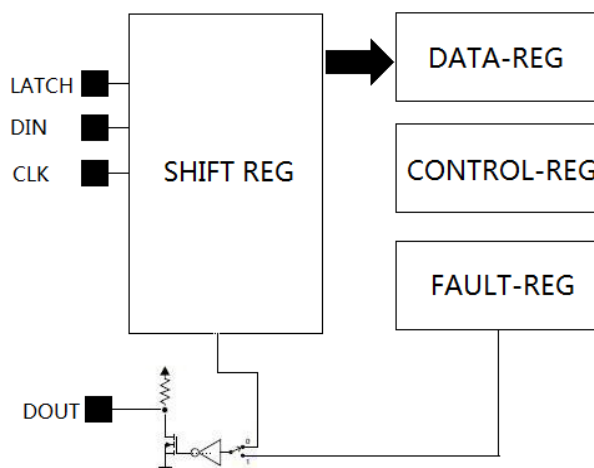 DATA-REG
LATCH
DIN
CLK
SHIFT REG
CONTROL-REG
FAULT-REG
DOUT
0
1